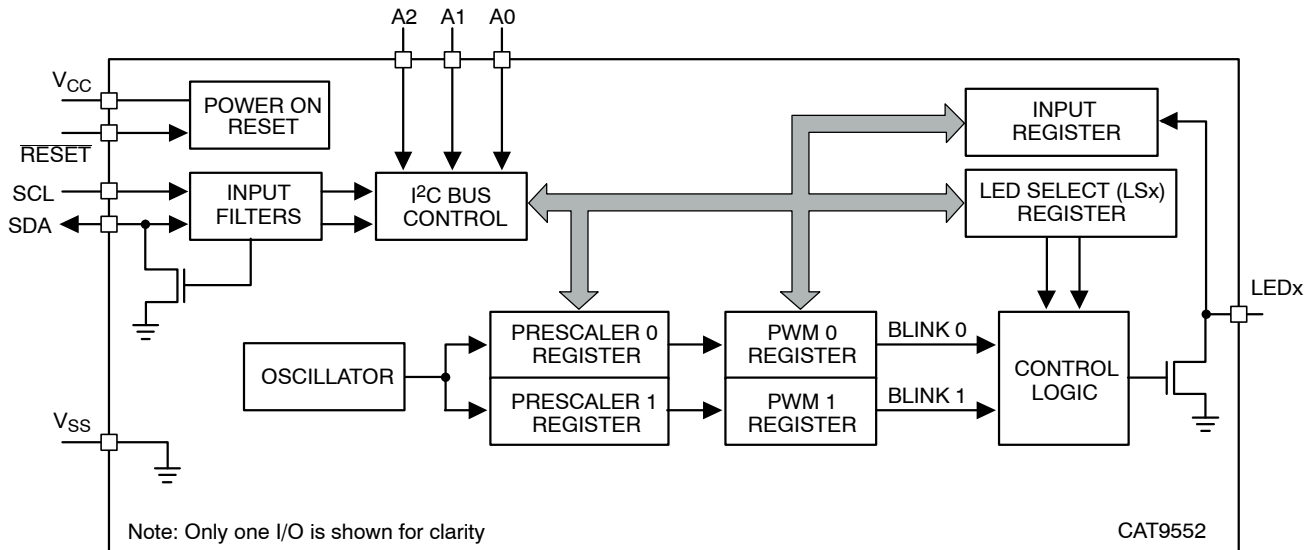 A2
A1
A0
VCC
POWER ON
RESET
RESET
SCL
INPUT
FILTERS
SDA
I2C BUS
CONTROL
INPUT
REGISTER
LED SELECT (LSx)
REGISTER
LEDx
OSCILLATOR
PRESCALER 0
REGISTER
PRESCALER 1
REGISTER
PWM 0
REGISTER
PWM 1
REGISTER
BLINK 0
BLINK 1
CONTROL
LOGIC
VSS
Note: Only one I/O is shown for clarity
CAT9552